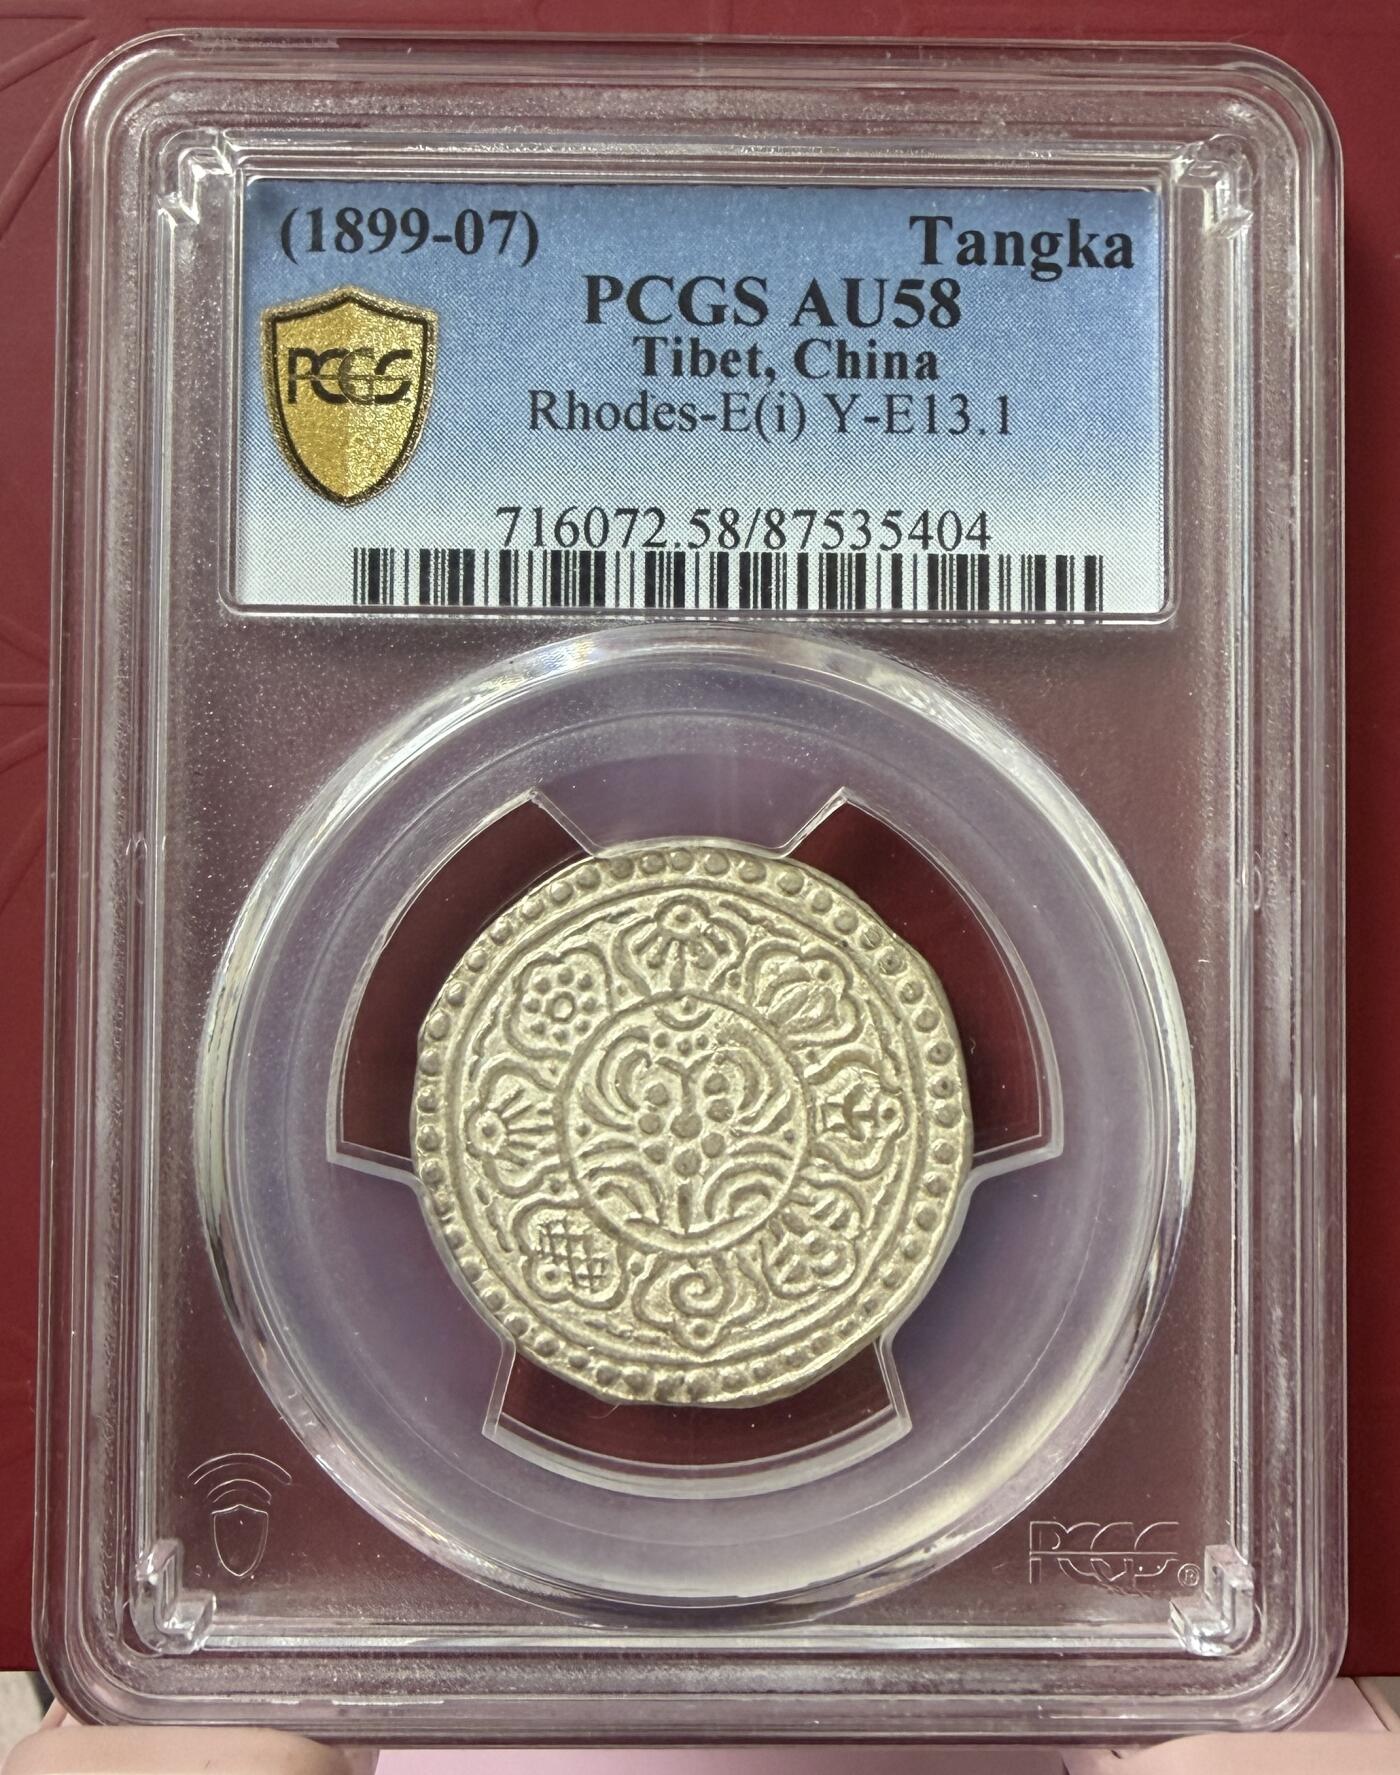 (1899-07) Tangka
PCGS AU58
Tibet, China
Rhodes-E(i) Y-E13.1
PCGS
716072.58/87535404
PCGS®